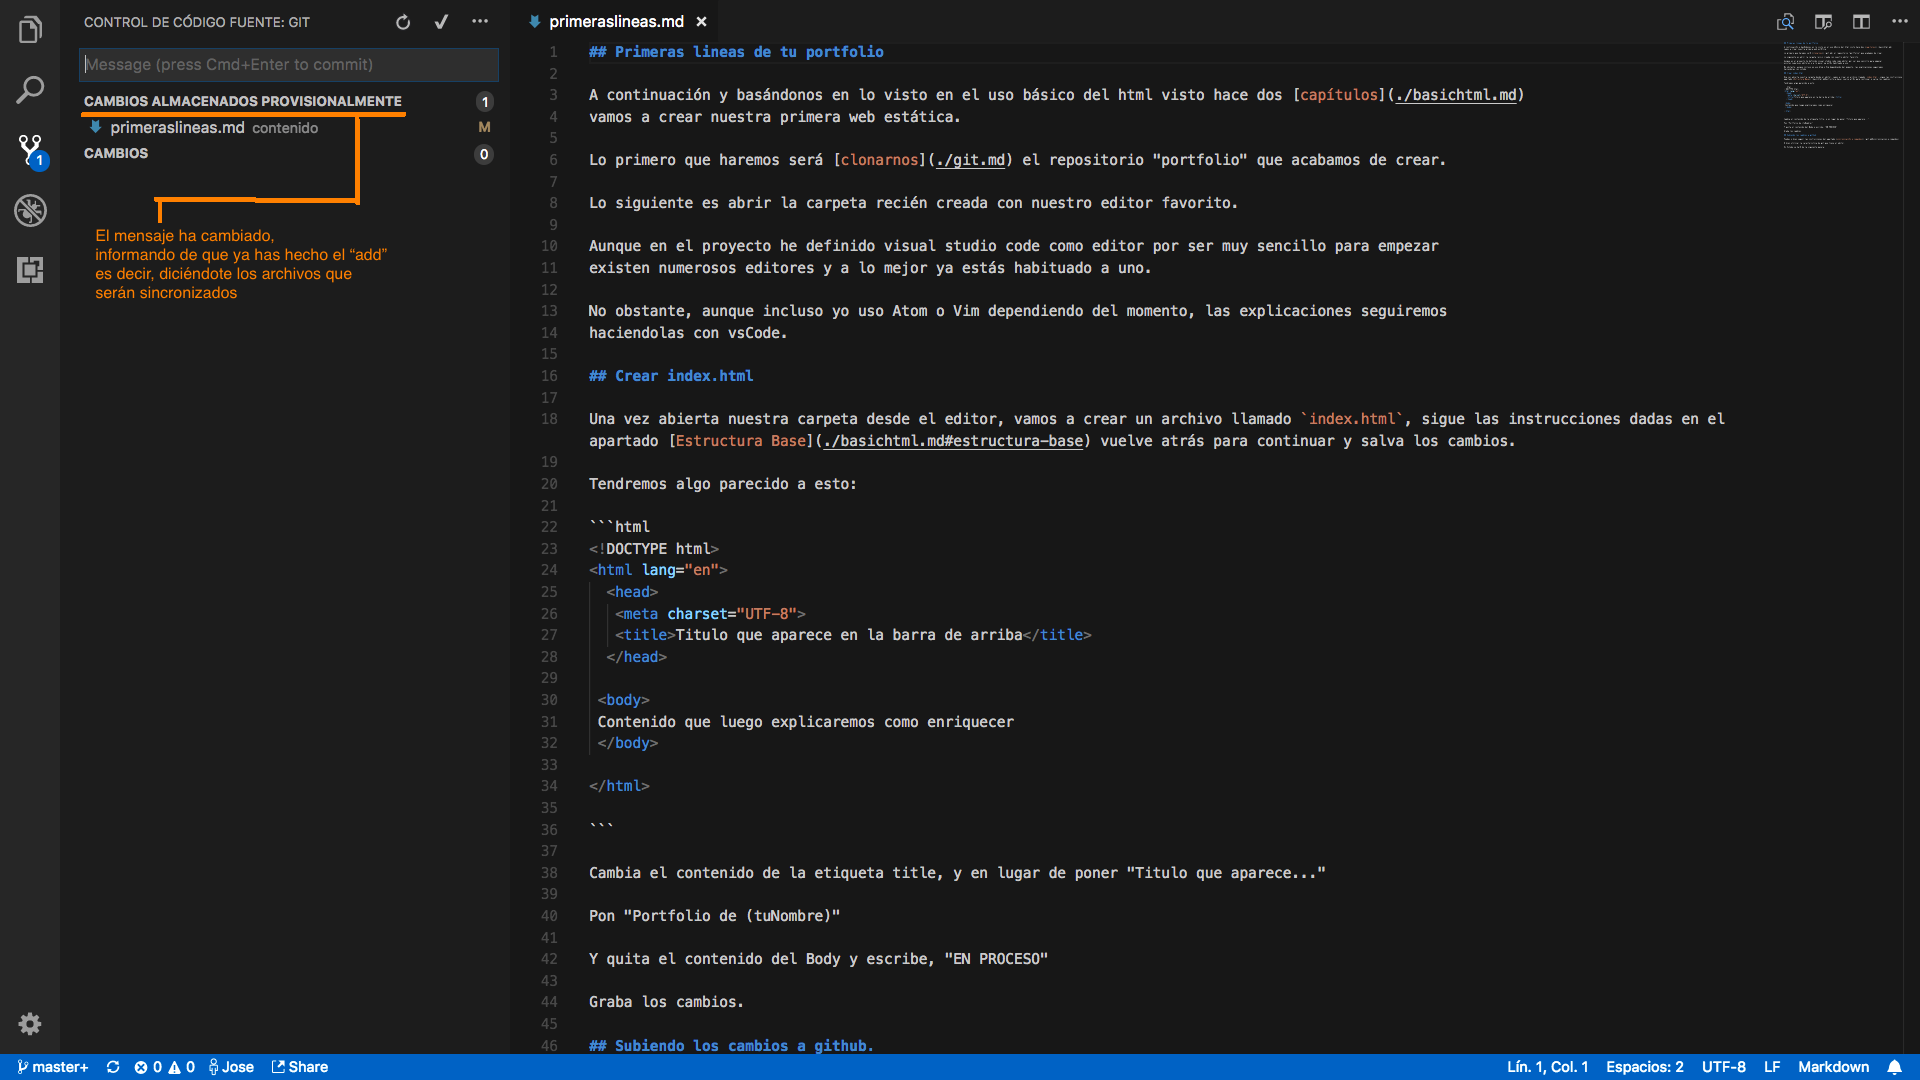 CONTROL DE CÓDIGO FUENTE: GIT
Message (press Cmd+Enter to commit)
CAMBIOS ALMACENADOS PROVISIONALMENTE 1
primeraslineas.md contenido M
CAMBIOS 0
1
El mensaje ha cambiado,
informando de que ya has hecho el “add”
es decir, diciéndote los archivos que
serán sincronizados
primeraslineas.md
1 ## Primeras lineas de tu portfolio
2
3 A continuación y basándonos en lo visto en el uso básico del html visto hace dos [capítulos](./basichtml.md)
4 vamos a crear nuestra primera web estática.
5
6 Lo primero que haremos será [clonarnos](./git.md) el repositorio "portfolio" que acabamos de crear.
7
8 Lo siguiente es abrir la carpeta recién creada con nuestro editor favorito.
9
10 Aunque en el proyecto he definido visual studio code como editor por ser muy sencillo para empezar
11 existen numerosos editores y a lo mejor ya estás habituado a uno.
12
13 No obstante, aunque incluso yo uso Atom o Vim dependiendo del momento, las explicaciones seguiremos
14 haciendolas con vsCode.
15
16 ## Crear index.html
17
18 Una vez abierta nuestra carpeta desde el editor, vamos a crear un archivo llamado `index.html`, sigue las instrucciones dadas en el
apartado [Estructura Base](./basichtml.md#estructura-base) vuelve atrás para continuar y salva los cambios.
19
20 Tendremos algo parecido a esto:
21
22 ```html
23 <!DOCTYPE html>
24 <html lang="en">
25 <head>
26 <meta charset="UTF-8">
27 <title>Titulo que aparece en la barra de arriba</title>
28 </head>
29
30 <body>
31 Contenido que luego explicaremos como enriquecer
32 </body>
33
34 </html>
35
36 ```
37
38 Cambia el contenido de la etiqueta title, y en lugar de poner "Titulo que aparece..."
39
40 Pon "Portfolio de (tuNombre)"
41
42 Y quita el contenido del Body y escribe, "EN PROCESO"
43
44 Graba los cambios.
45
46 ## Subiendo los cambios a github.
master+ 0 0 Jose Share Lín. 1, Col. 1 Espacios: 2 UTF-8 LF Markdown